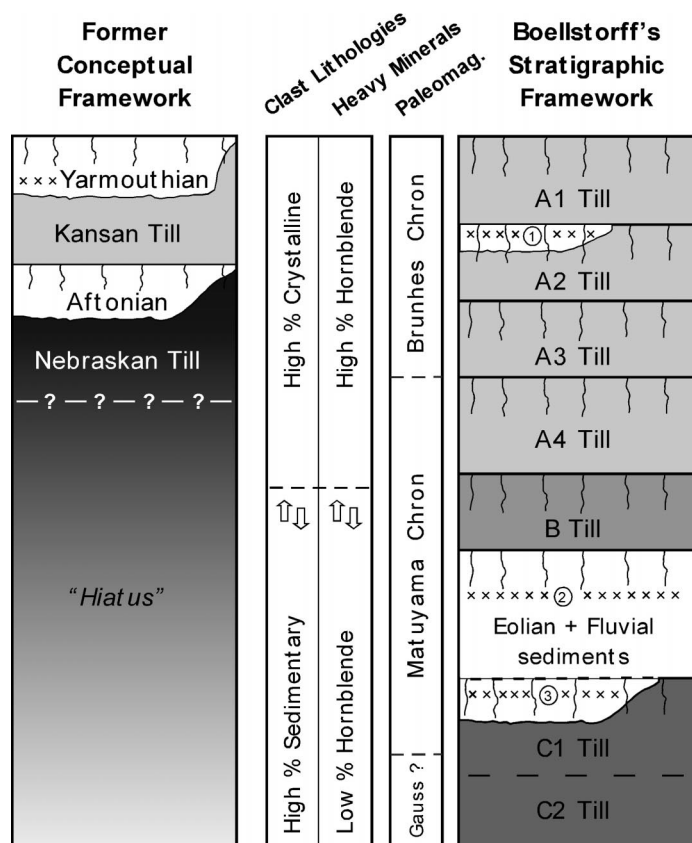 Former
Conceptual
Framework
Clast Lithologies
Heavy Minerals
Paleomag.
Boellstorff's
Stratigraphic
Framework
×××Yarmouthian
Kansan Till
Aftonian
Nebraskan Till
— ? — ? — ? — ? —
"Hiatus"
High % Crystalline
High % Sedimentary
High % Hornblende
Low % Hornblende
Brunhes Chron
Matuyama Chron
Gauss ?
A1 Till
1
A2 Till
A3 Till
A4 Till
B Till
2
Eolian + Fluvial
sediments
3
C1 Till
C2 Till